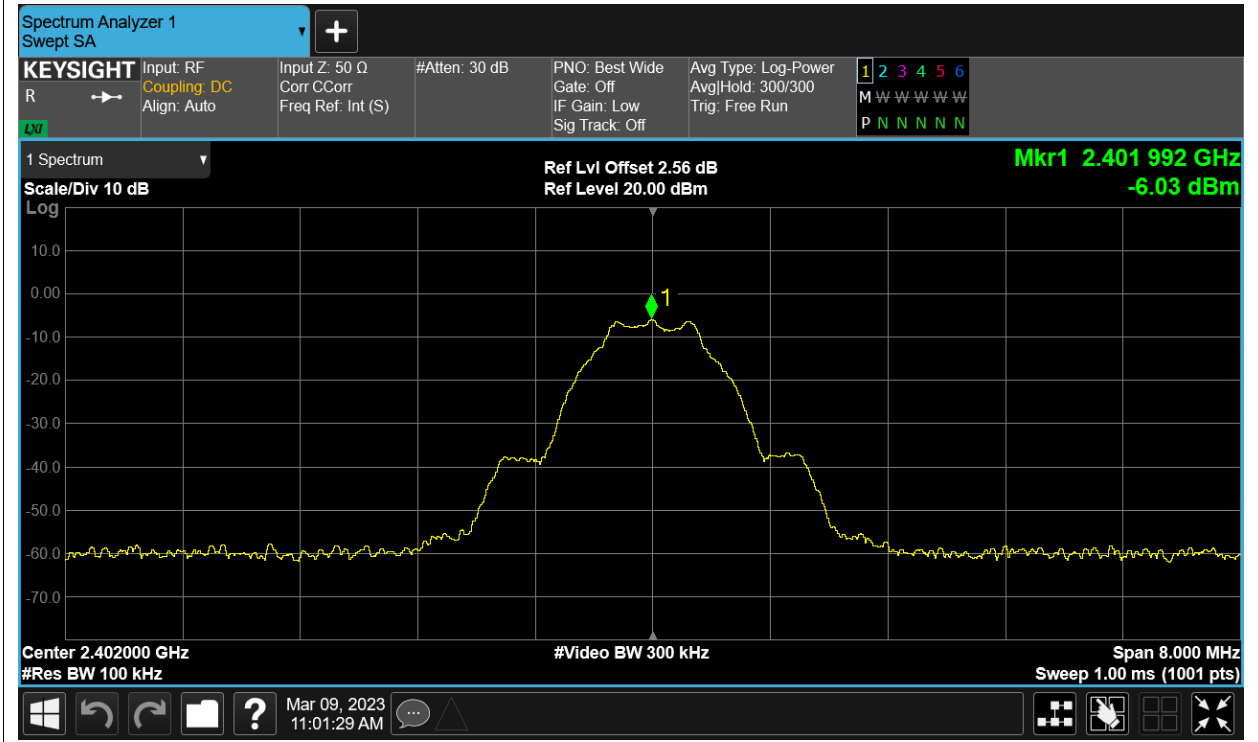 Spectrum Analyzer 1
Swept SA
KEYSIGHT
R
LXI
Input: RF
Coupling: DC
Align: Auto
Input Z: 50 Ω
Corr CCorr
Freq Ref: Int (S)
#Atten: 30 dB
PNO: Best Wide
Gate: Off
IF Gain: Low
Sig Track: Off
Avg Type: Log-Power
Avg|Hold: 300/300
Trig: Free Run
1 2 3 4 5 6
M W W W W W W
P N N N N N N
1 Spectrum
Scale/Div 10 dB
Log
Ref Lvl Offset 2.56 dB
Ref Level 20.00 dBm
Mkr1 2.401 992 GHz
-6.03 dBm
10.0
0.00
1
-10.0
-20.0
-30.0
-40.0
-50.0
-60.0
-70.0
Center 2.402000 GHz
#Video BW 300 kHz
Span 8.000 MHz
#Res BW 100 kHz
Sweep 1.00 ms (1001 pts)
?
Mar 09, 2023
11:01:29 AM